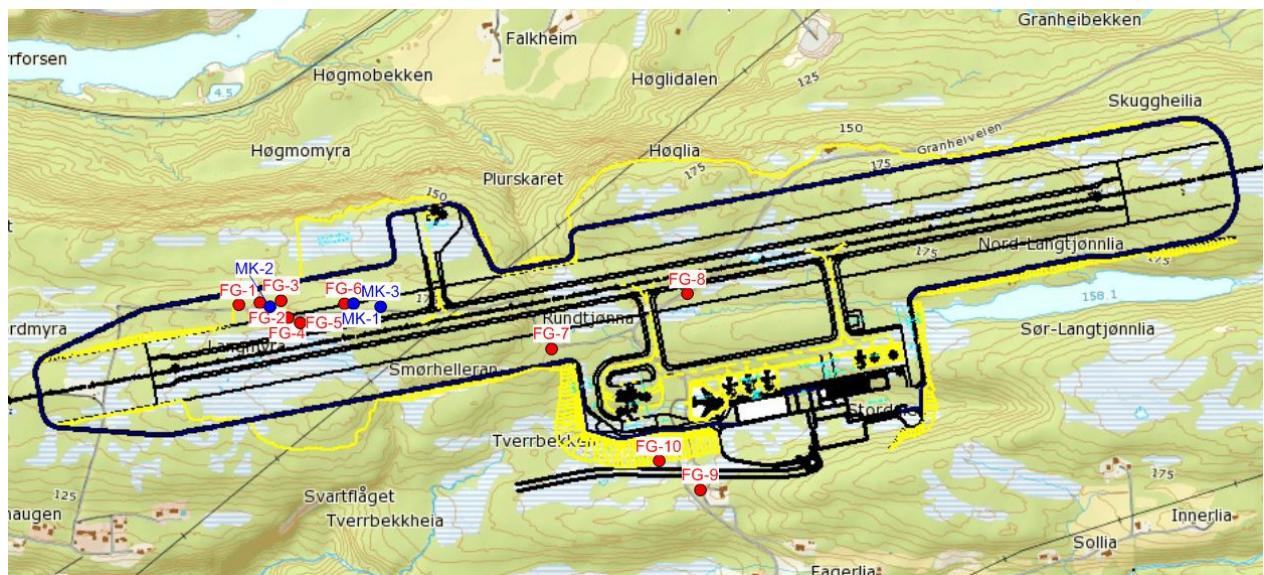 Granheibekken
Falkheim
rrforsen
Høgmobekken
Høglidalen
125
4.5
Skuggheilia
150
Granheiveien
Høgmomyra
Høglia
175
175
Plurskaret
150
Nord-Langtjønnlia
175
175
MK-2
FG-1
FG-3
FG-6
MK-3
FG-8
158.1
FG-2
MK-1
FG-4
FG-5
Rundtjønna
Sør-Langtjønnlia
rdmyra
Langmyra
FG-7
Smørhelleran
Tverrbekken
FG-10
FG-9
175
125
Svartflåget
Tverrbekkheia
haugen
Innerlia
Sollia
Fagerlia